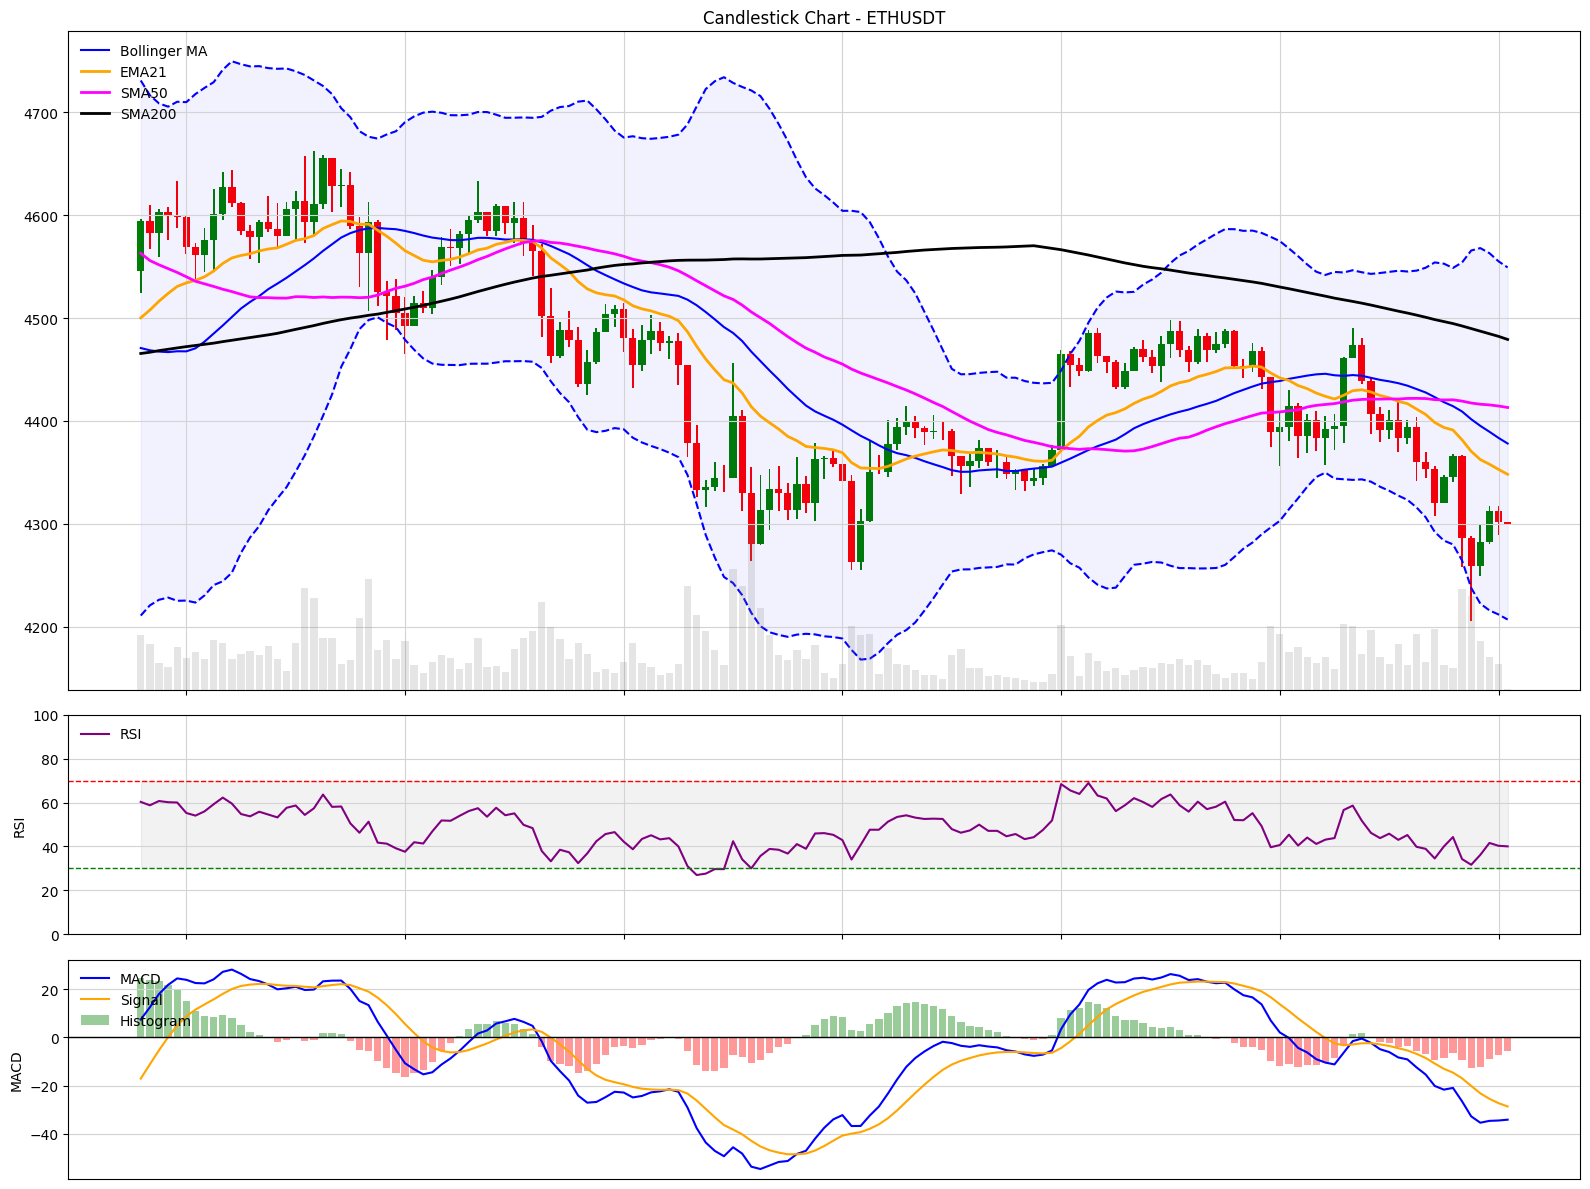 Candlestick Chart - ETHUSDT
Bollinger MA
EMA21
SMA50
SMA200
4700
4600
4500
4400
4300
4200
RSI
100
80
60
40
20
0
RSI
MACD
Signal
Histogram
20
0
−20
−40
MACD